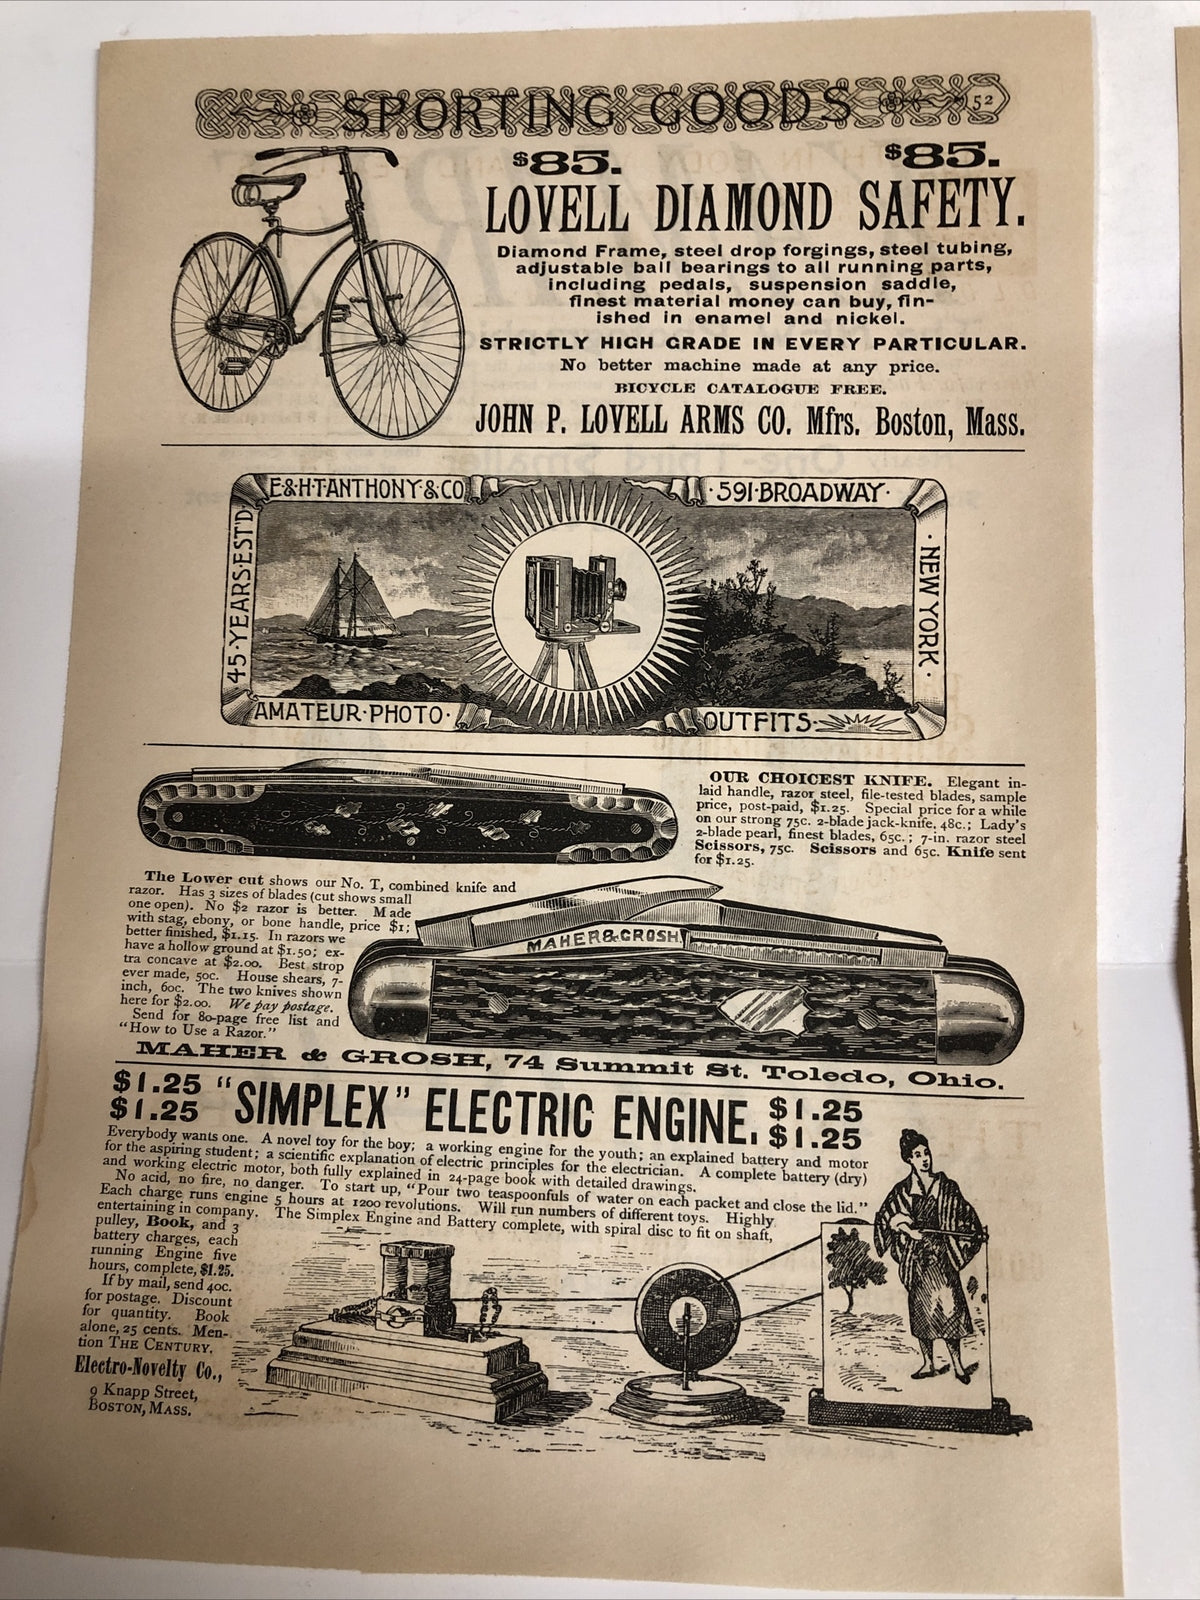 SPORTING GOODS
52
$85. $85.
LOVELL DIAMOND SAFETY.
Diamond Frame, steel drop forgings, steel tubing,
adjustable ball bearings to all running parts,
including pedals, suspension saddle,
finest material money can buy, fin-
ished in enamel and nickel.
STRICTLY HIGH GRADE IN EVERY PARTICULAR.
No better machine made at any price.
BICYCLE CATALOGUE FREE.
JOHN P. LOVELL ARMS CO. Mfrs. Boston, Mass.
E&H·T·ANTHONY·&·CO
·591·BROADWAY·
45·YEARS·EST'D
·NEW YORK·
AMATEUR·PHOTO·
OUTFITS·
OUR CHOICEST KNIFE. Elegant in-
laid handle, razor steel, file-tested blades, sample
price, post-paid, $1.25. Special price for a while
on our strong 75c. 2-blade jack-knife, 48c.; Lady's
2-blade pearl, finest blades, 65c.; 7-in. razor steel
Scissors, 75c. Scissors and 65c. Knife sent
for $1.25.
The Lower cut shows our No. T, combined knife and
razor. Has 3 sizes of blades (cut shows small
one open). No $2 razor is better. Made
with stag, ebony, or bone handle, price $1;
better finished, $1.15. In razors we
have a hollow ground at $1.50; ex-
tra concave at $2.00. Best strop
ever made, 50c. House shears, 7-
inch, 60c. The two knives shown
here for $2.00. We pay postage.
Send for 80-page free list and
"How to Use a Razor."
MAHER & GROSH.
MAHER & GROSH, 74 Summit St. Toledo, Ohio.
$1.25 "SIMPLEX" ELECTRIC ENGINE. $1.25
$1.25 $1.25
Everybody wants one. A novel toy for the boy; a working engine for the youth; an explained battery and motor
for the aspiring student; a scientific explanation of electric principles for the electrician. A complete battery (dry)
and working electric motor, both fully explained in 24-page book with detailed drawings.
No acid, no fire, no danger. To start up, "Pour two teaspoonfuls of water on each packet and close the lid."
Each charge runs engine 5 hours at 1200 revolutions. Will run numbers of different toys. Highly
entertaining in company. The Simplex Engine and Battery complete, with spiral disc to fit on shaft,
pulley, Book, and 3
battery charges, each
running Engine five
hours, complete, $1.25.
If by mail, send 40c.
for postage. Discount
for quantity. Book
alone, 25 cents. Men-
tion THE CENTURY.
Electro-Novelty Co.,
9 Knapp Street,
BOSTON, MASS.